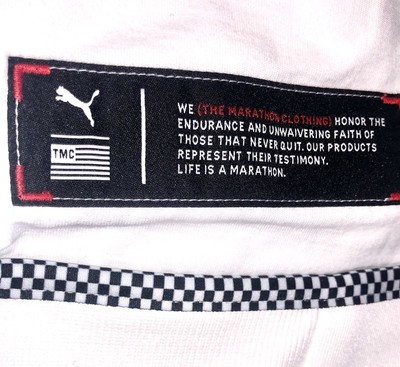 TMC
WE (THE MARATHON CLOTHING) HONOR THE
ENDURANCE AND UNWAIVERING FAITH OF
THOSE THAT NEVER QUIT. OUR PRODUCTS
REPRESENT THEIR TESTIMONY.
LIFE IS A MARATHON.